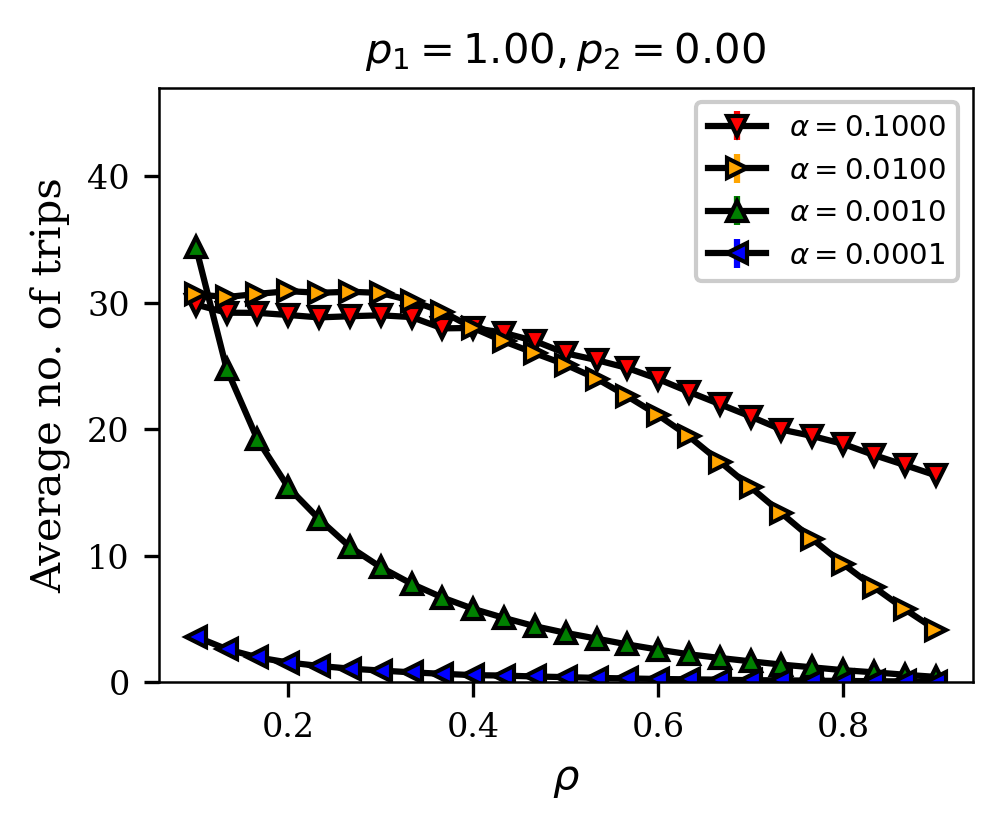 p₁ = 1.00, p₂ = 0.00
α = 0.1000
α = 0.0100
α = 0.0010
α = 0.0001
Average no. of trips
40
30
20
10
0
0.2 0.4 0.6 0.8
ρ